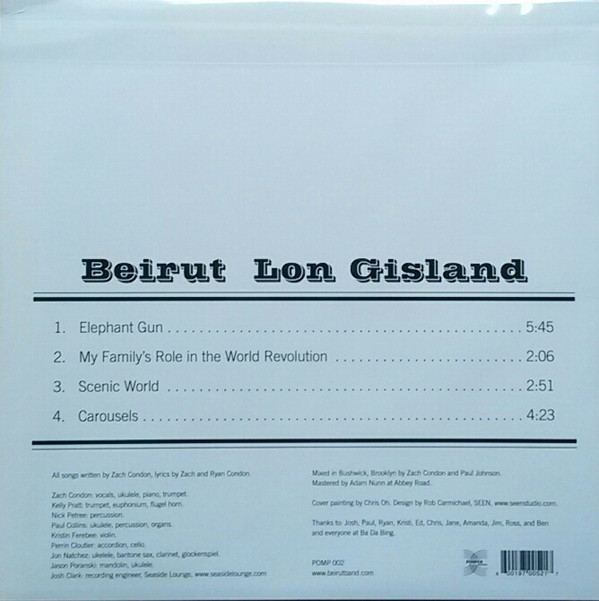 Beirut Lon Gisland
1. Elephant Gun . . . . . . . . . . . . . . . . . . . . . . . . . . . . . . . . . . . . . . . . . . . . . 5:45
2. My Family's Role in the World Revolution . . . . . . . . . . . . . . . . . . . . . . . . 2:06
3. Scenic World . . . . . . . . . . . . . . . . . . . . . . . . . . . . . . . . . . . . . . . . . . . . . 2:51
4. Carousels . . . . . . . . . . . . . . . . . . . . . . . . . . . . . . . . . . . . . . . . . . . . . . . . 4:23
All songs written by Zach Condon, lyrics by Zach and Ryan Condon.
Zach Condon: vocals, ukulele, piano, trumpet.
Kelly Pratt: trumpet, euphonium, flugel horn.
Nick Petree: percussion.
Paul Collins: ukulele, percussion, organs.
Kristin Ferebee: violin.
Perrin Cloutier: accordion, cello.
Jon Natchez: ukelele, baritone sax, clarinet, glockenspiel.
Jason Poranski: mandolin, ukulele.
Josh Clark: recording engineer, Seaside Lounge, www.seasidelounge.com
Mixed in Bushwick, Brooklyn by Zach Condon and Paul Johnson.
Mastered by Adam Nunn at Abbey Road.
Cover painting by Chris Oh. Design by Rob Carmichael, SEEN, www.seenstudio.com.
Thanks to Josh, Paul, Ryan, Kristi, Ed, Chris, Jane, Amanda, Jim, Ross, and Ben
and everyone at Ba Da Bing.
POMP 002
www.beirutband.com
POMPEII
6 00197 00527 7